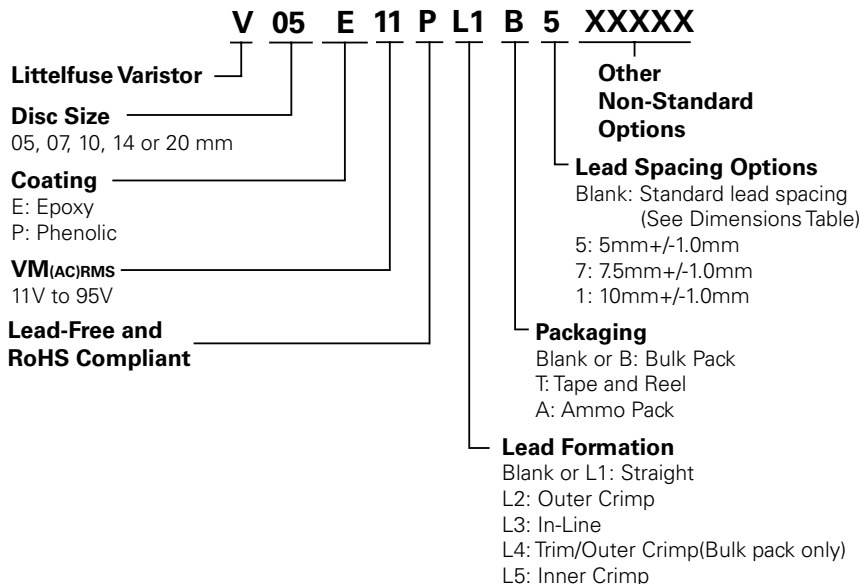 V 05 E 11 P L1 B 5 XXXXX
Littelfuse Varistor
Disc Size
05, 07, 10, 14 or 20 mm
Coating
E: Epoxy
P: Phenolic
VM(AC)RMS
11V to 95V
Lead-Free and
RoHS Compliant
Other
Non-Standard
Options
Lead Spacing Options
Blank: Standard lead spacing
(See Dimensions Table)
5: 5mm+/-1.0mm
7: 7.5mm+/-1.0mm
1: 10mm+/-1.0mm
Packaging
Blank or B: Bulk Pack
T: Tape and Reel
A: Ammo Pack
Lead Formation
Blank or L1: Straight
L2: Outer Crimp
L3: In-Line
L4: Trim/Outer Crimp(Bulk pack only)
L5: Inner Crimp